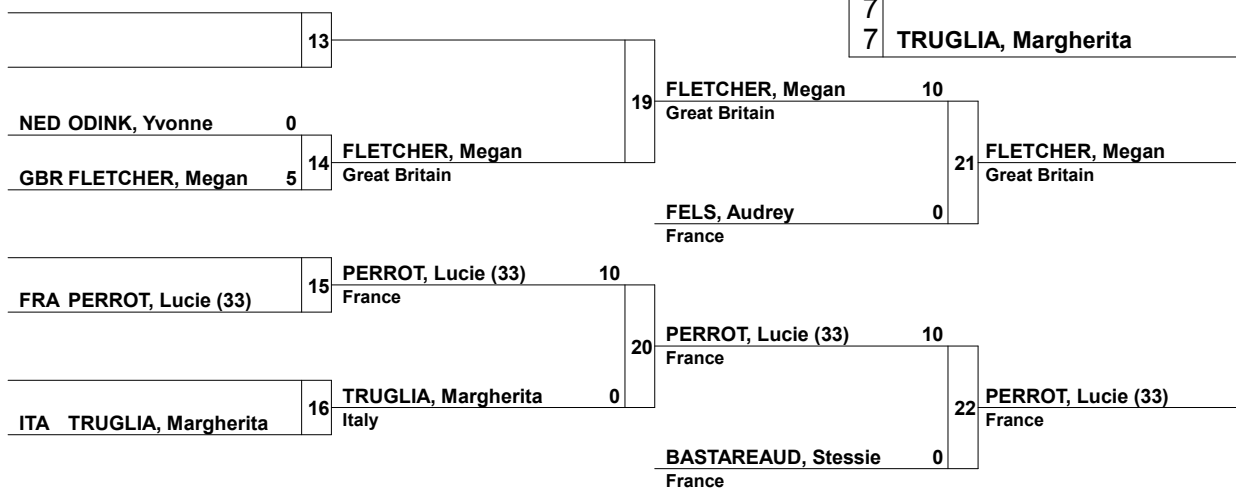 7
7 TRUGLIA, Margherita
13
19
FLETCHER, Megan 10
Great Britain
NED ODINK, Yvonne 0
14
FLETCHER, Megan
Great Britain
GBR FLETCHER, Megan 5
21
FLETCHER, Megan
Great Britain
FELS, Audrey 0
France
15
PERROT, Lucie (33) 10
France
FRA PERROT, Lucie (33)
20
PERROT, Lucie (33) 10
France
16
TRUGLIA, Margherita 0
Italy
ITA TRUGLIA, Margherita
22
PERROT, Lucie (33)
France
BASTAREAUD, Stessie 0
France